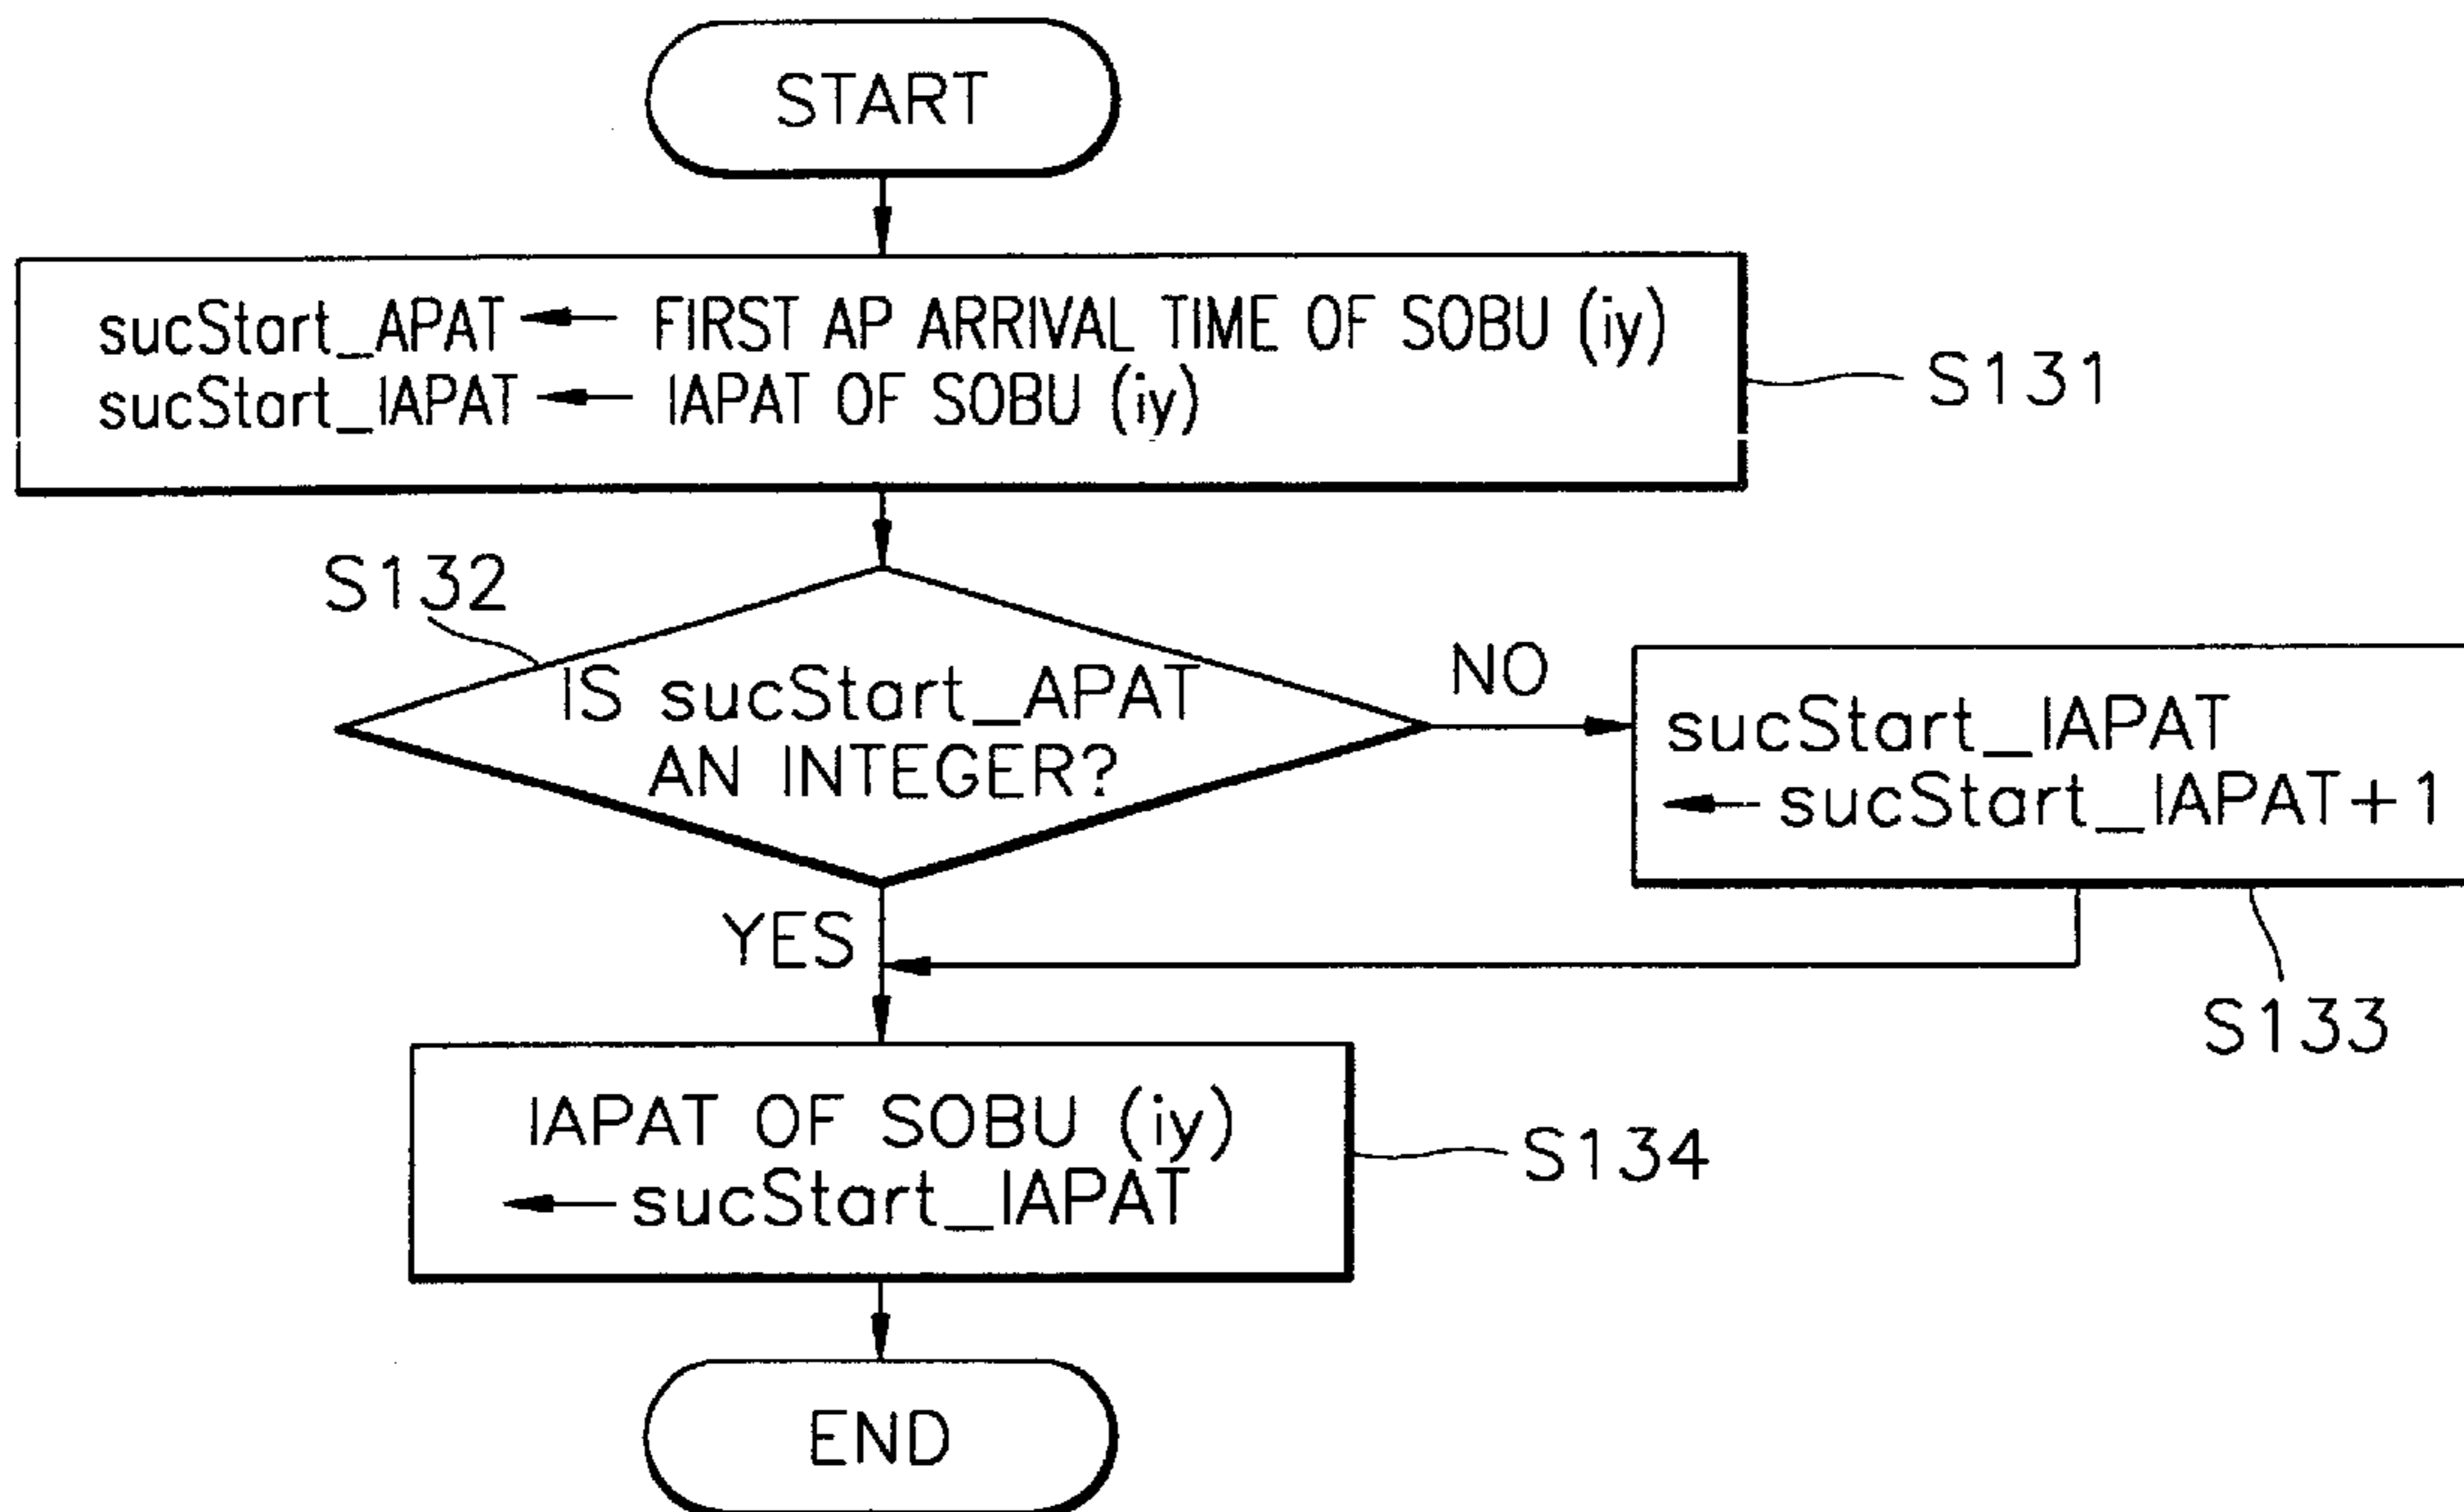 START
sucStart_APAT ← FIRST AP ARRIVAL TIME OF SOBU (iy)
sucStart_IAPAT ← IAPAT OF SOBU (iy)
S131
S132
IS sucStart_APAT
AN INTEGER?
NO
sucStart_IAPAT
← sucStart_IAPAT+1
YES
S133
IAPAT OF SOBU (iy)
← sucStart_IAPAT
S134
END